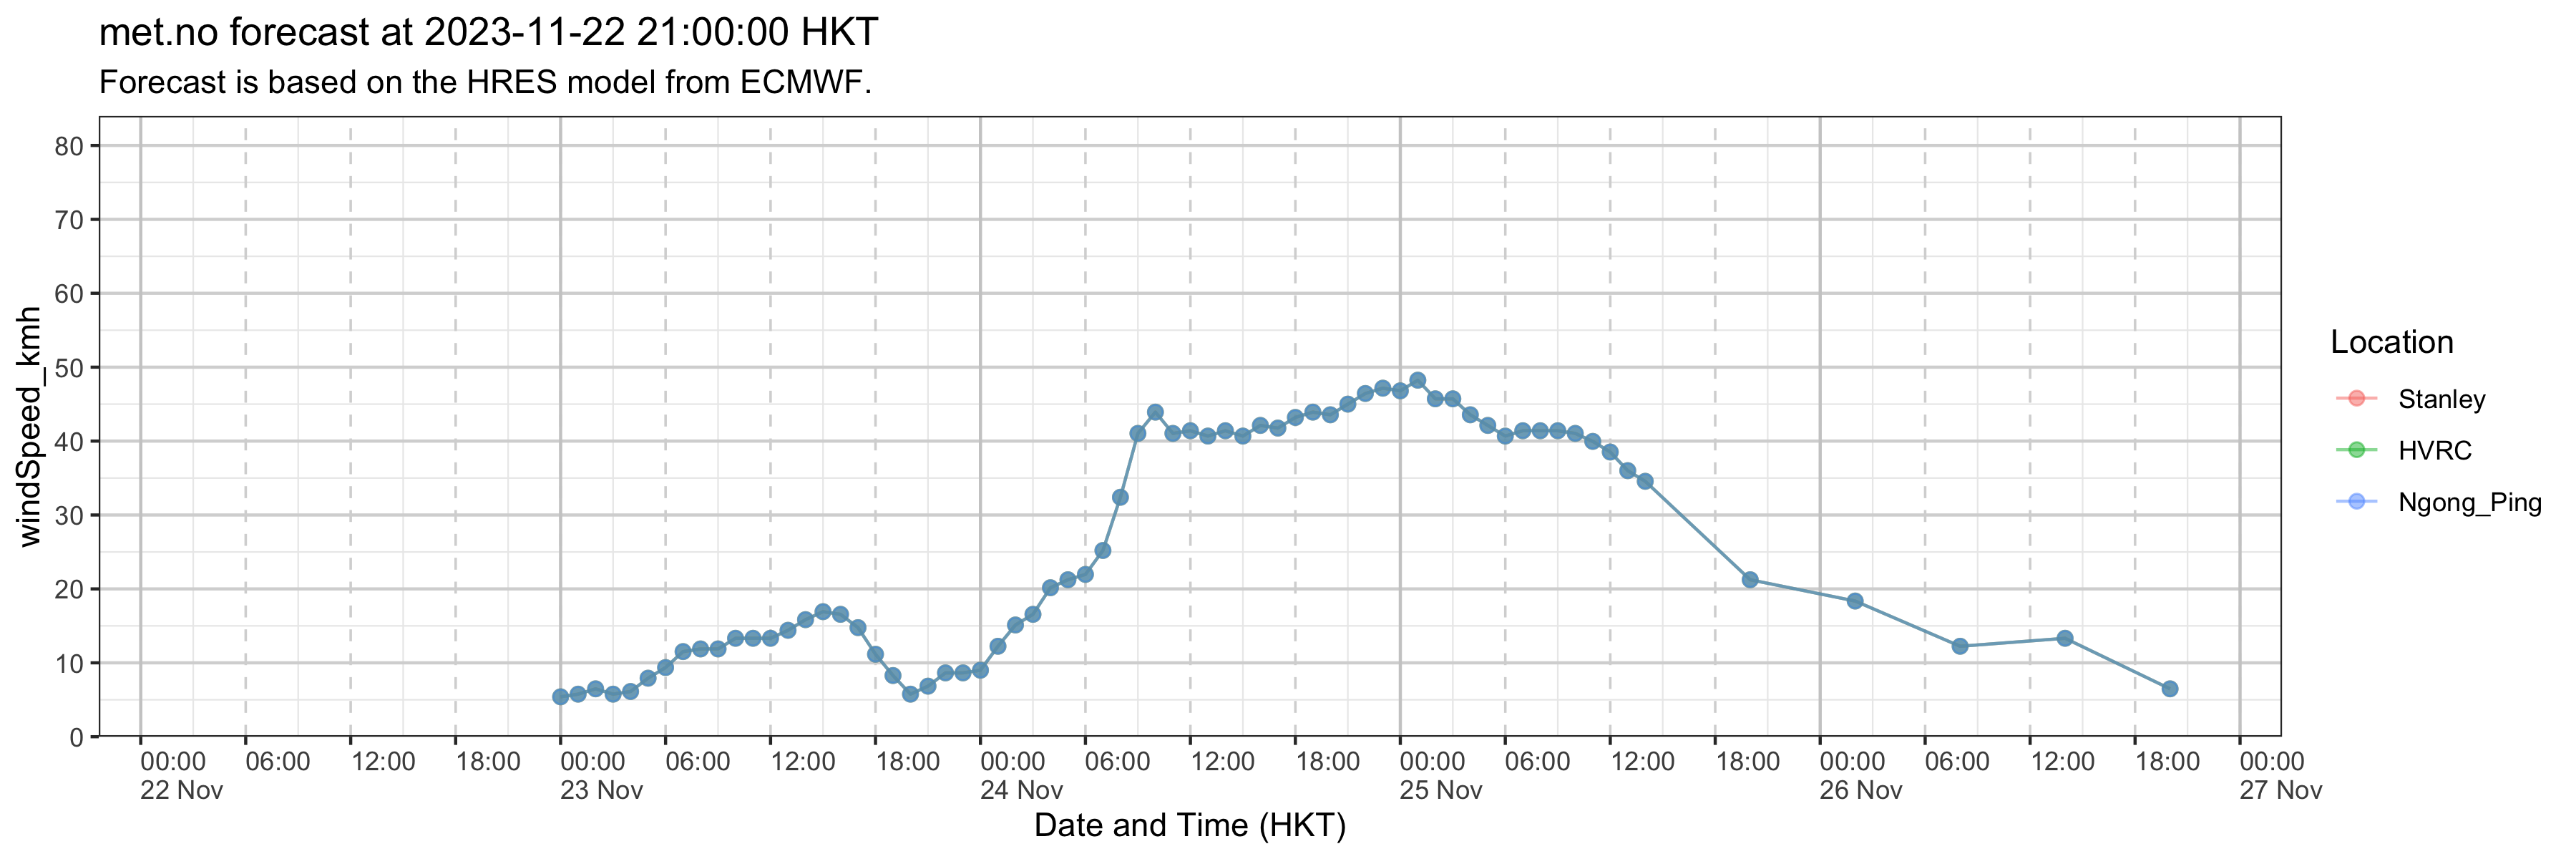 met.no forecast at 2023-11-22 21:00:00 HKT
Forecast is based on the HRES model from ECMWF.
windSpeed_kmh
80
70
60
50
40
30
20
10
0
00:00 06:00 12:00 18:00 00:00 06:00 12:00 18:00 00:00 06:00 12:00 18:00 00:00 06:00 12:00 18:00 00:00 06:00 12:00 18:00 00:00
22 Nov 23 Nov 24 Nov 25 Nov 26 Nov 27 Nov
Date and Time (HKT)
Location
Stanley
HVRC
Ngong_Ping